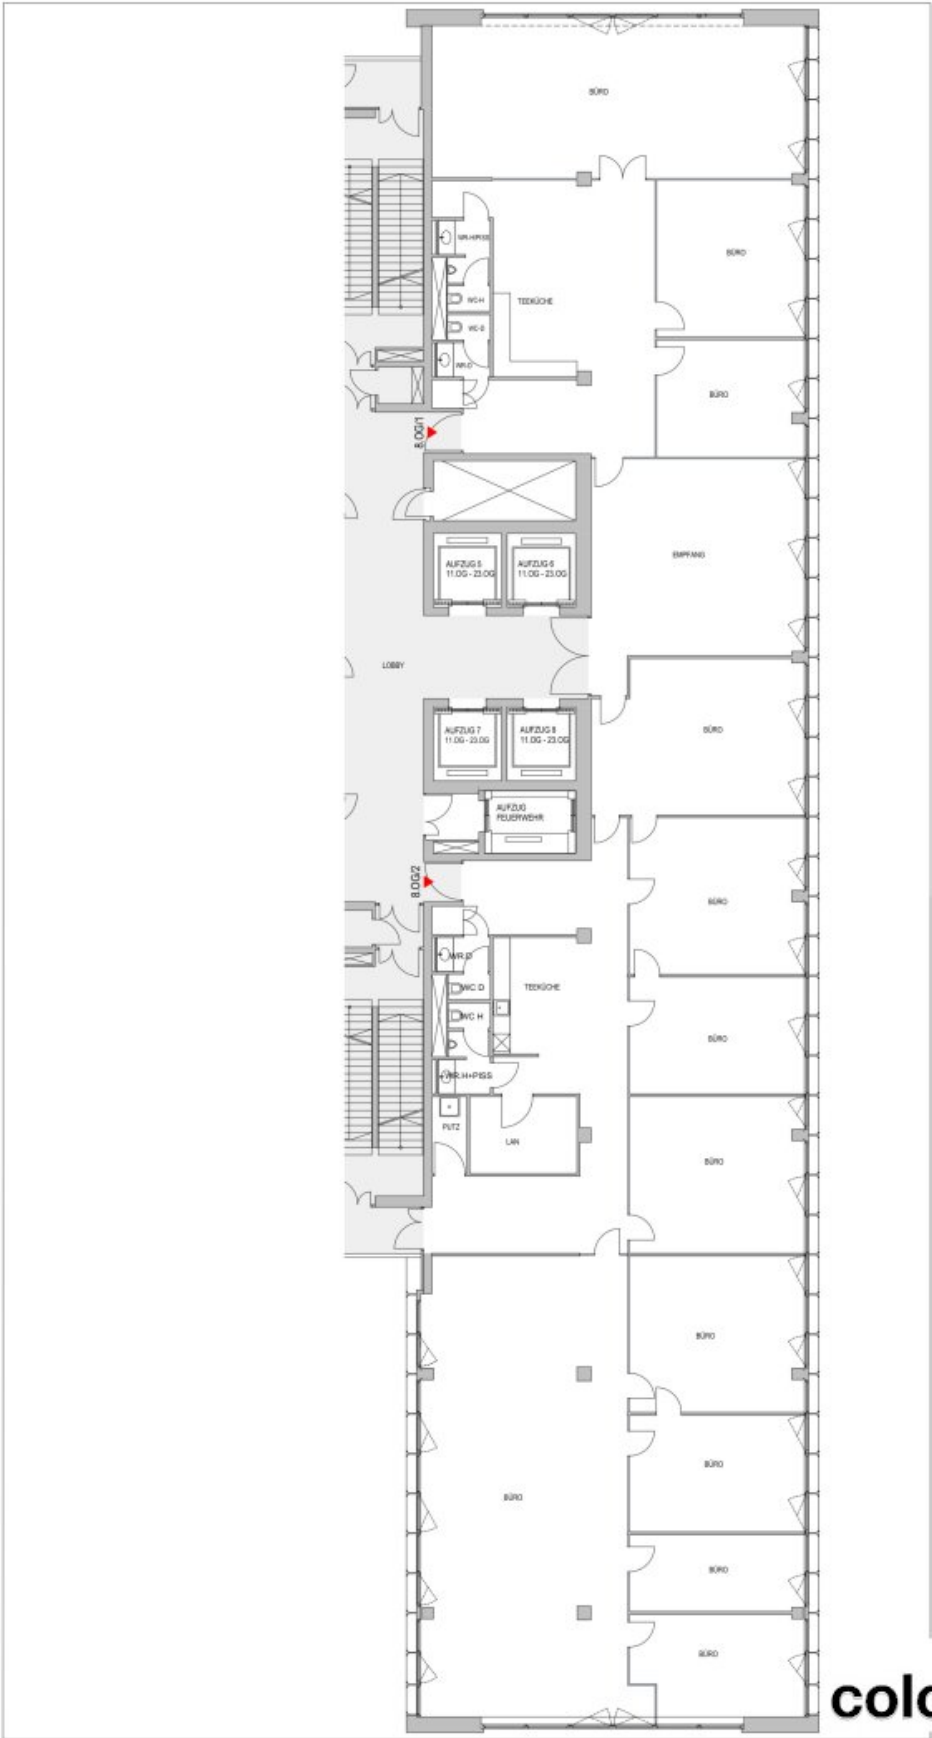 BÜRO
WR.H/PISS
BÜRO
WC-H
TEEKÜCHE
WC-D
WR.D
BÜRO
8.OG/1
EMPFANG
AUFZUG 5
11.OG - 23.OG
AUFZUG 6
11.OG - 23.OG
LOBBY
AUFZUG 7
11.OG - 23.OG
AUFZUG 8
11.OG - 23.OG
BÜRO
AUFZUG
FEUERWEHR
8.OG/2
BÜRO
WR.D
WC D
TEEKÜCHE
WC H
BÜRO
WR.H+PISS
PUTZ
LAN
BÜRO
BÜRO
BÜRO
BÜRO
BÜRO
BÜRO
colo